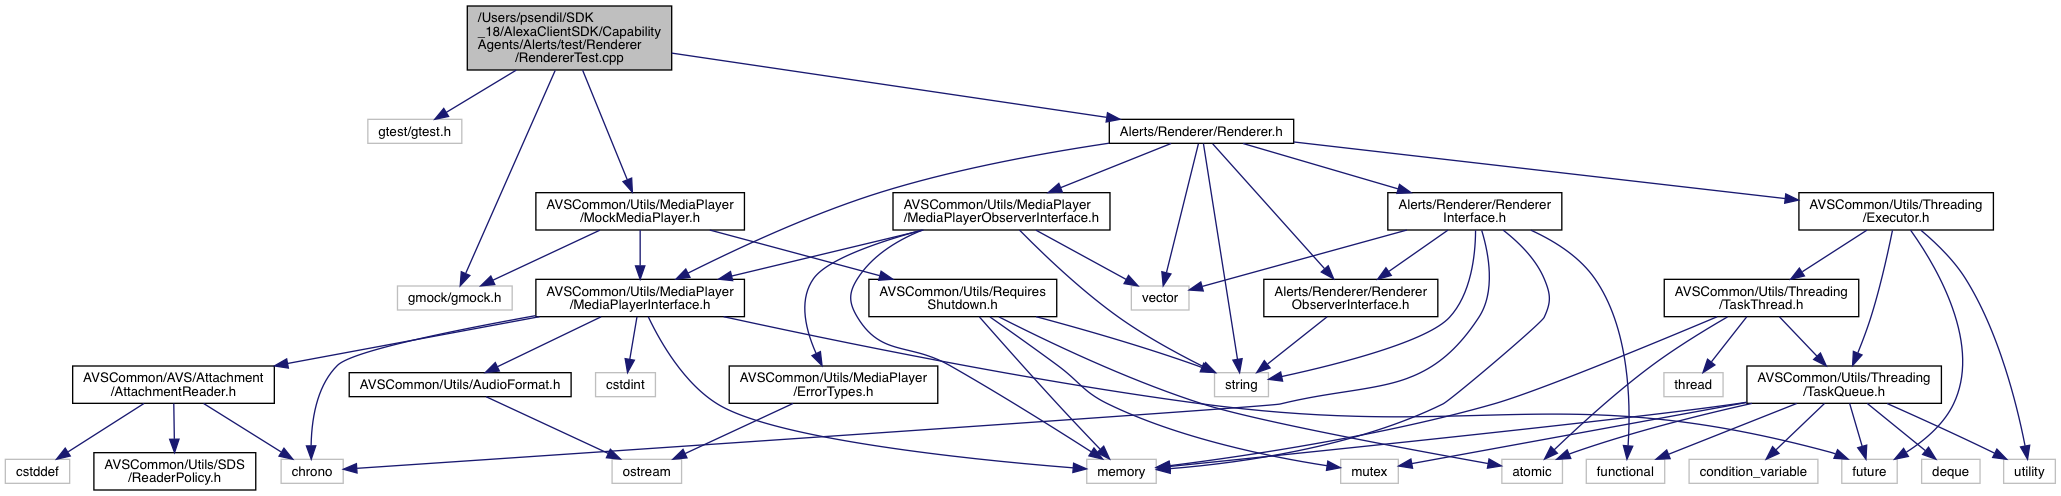 /Users/psendil/SDK
_18/AlexaClientSDK/Capability
Agents/Alerts/test/Renderer
/RendererTest.cpp
gtest/gtest.h
Alerts/Renderer/Renderer.h
AVSCommon/Utils/MediaPlayer
/MockMediaPlayer.h
AVSCommon/Utils/MediaPlayer
/MediaPlayerObserverInterface.h
Alerts/Renderer/Renderer
Interface.h
AVSCommon/Utils/Threading
/Executor.h
gmock/gmock.h
AVSCommon/Utils/MediaPlayer
/MediaPlayerInterface.h
AVSCommon/Utils/Requires
Shutdown.h
vector
Alerts/Renderer/Renderer
ObserverInterface.h
AVSCommon/Utils/Threading
/TaskThread.h
AVSCommon/AVS/Attachment
/AttachmentReader.h
AVSCommon/Utils/AudioFormat.h
cstdint
AVSCommon/Utils/MediaPlayer
/ErrorTypes.h
string
thread
AVSCommon/Utils/Threading
/TaskQueue.h
cstddef
AVSCommon/Utils/SDS
/ReaderPolicy.h
chrono
ostream
memory
mutex
atomic
functional
condition_variable
future
deque
utility